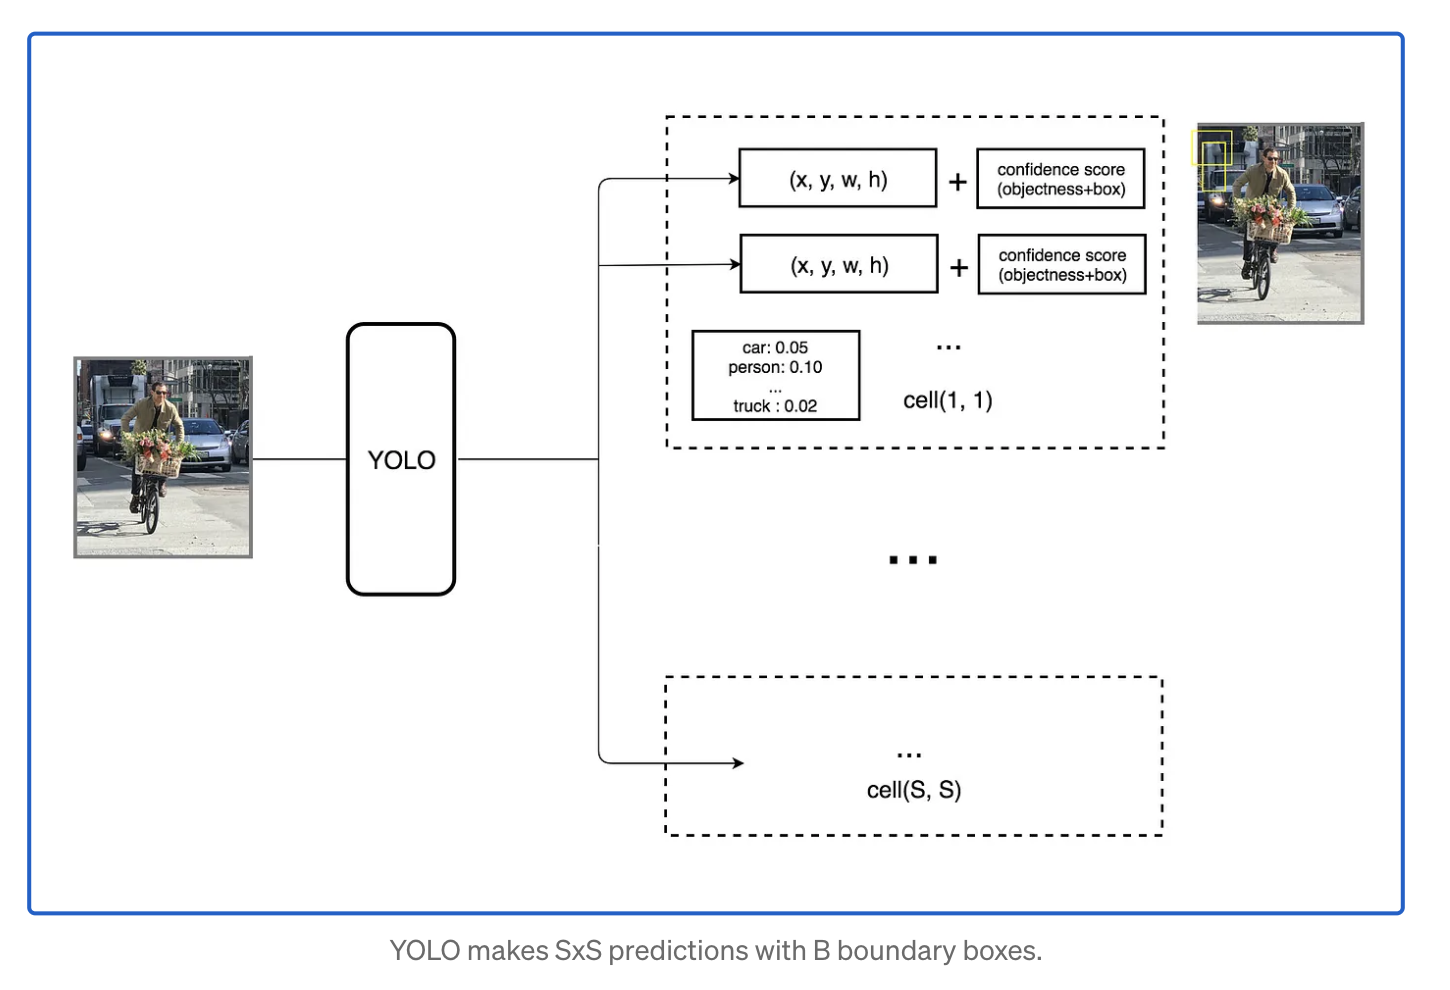 (x, y, w, h)
+
confidence score
(objectness+box)
(x, y, w, h)
+
confidence score
(objectness+box)
car: 0.05
person: 0.10
...
truck : 0.02
...
cell(1, 1)
YOLO
...
...
cell(S, S)
YOLO makes SxS predictions with B boundary boxes.